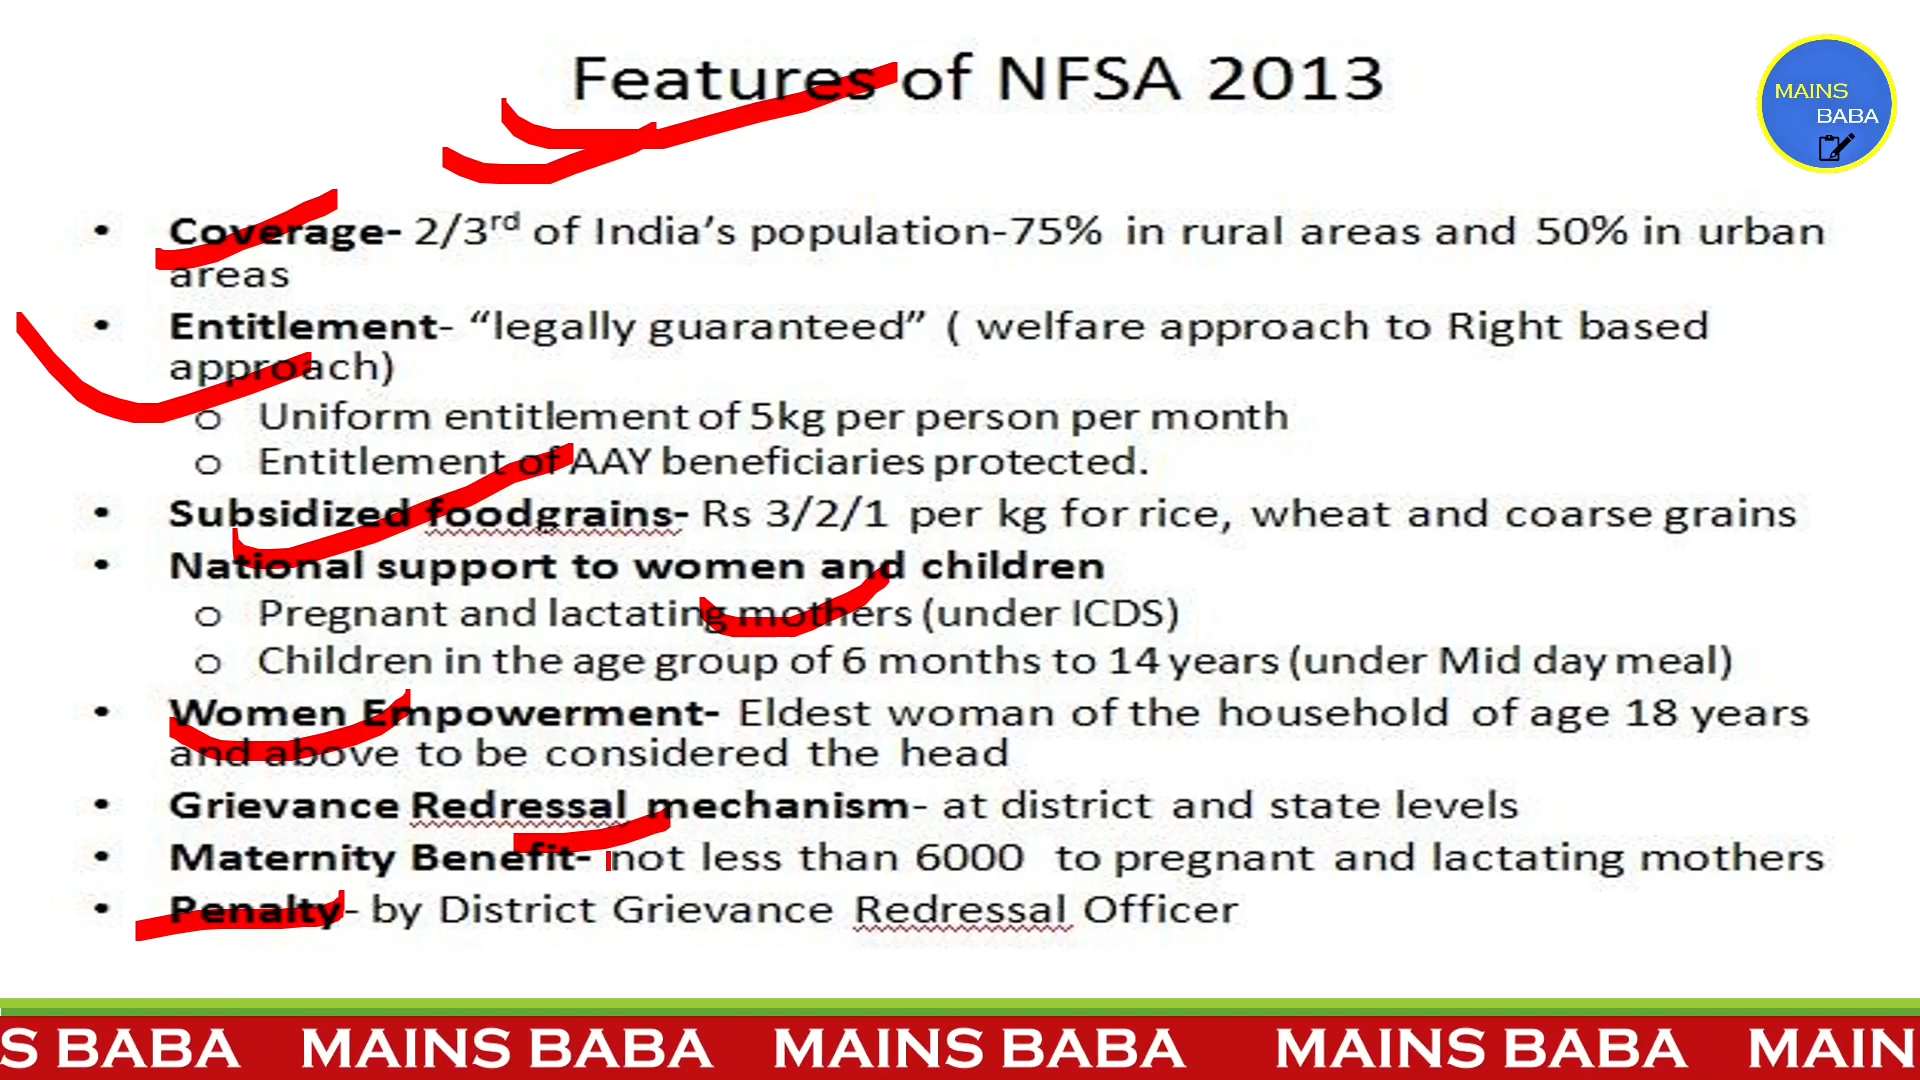 Features of NFSA 2013
MAINS
BABA
• Coverage- 2/3rd of India’s population-75% in rural areas and 50% in urban
areas
• Entitlement- “legally guaranteed” ( welfare approach to Right based
approach)
o Uniform entitlement of 5kg per person per month
o Entitlement of AAY beneficiaries protected.
• Subsidized foodgrains- Rs 3/2/1 per kg for rice, wheat and coarse grains
• National support to women and children
o Pregnant and lactating mothers (under ICDS)
o Children in the age group of 6 months to 14 years (under Mid day meal)
• Women Empowerment- Eldest woman of the household of age 18 years
and above to be considered the head
• Grievance Redressal mechanism- at district and state levels
• Maternity Benefit- not less than 6000 to pregnant and lactating mothers
• Penalty- by District Grievance Redressal Officer
S BABA MAINS BABA MAINS BABA MAINS BABA MAIN